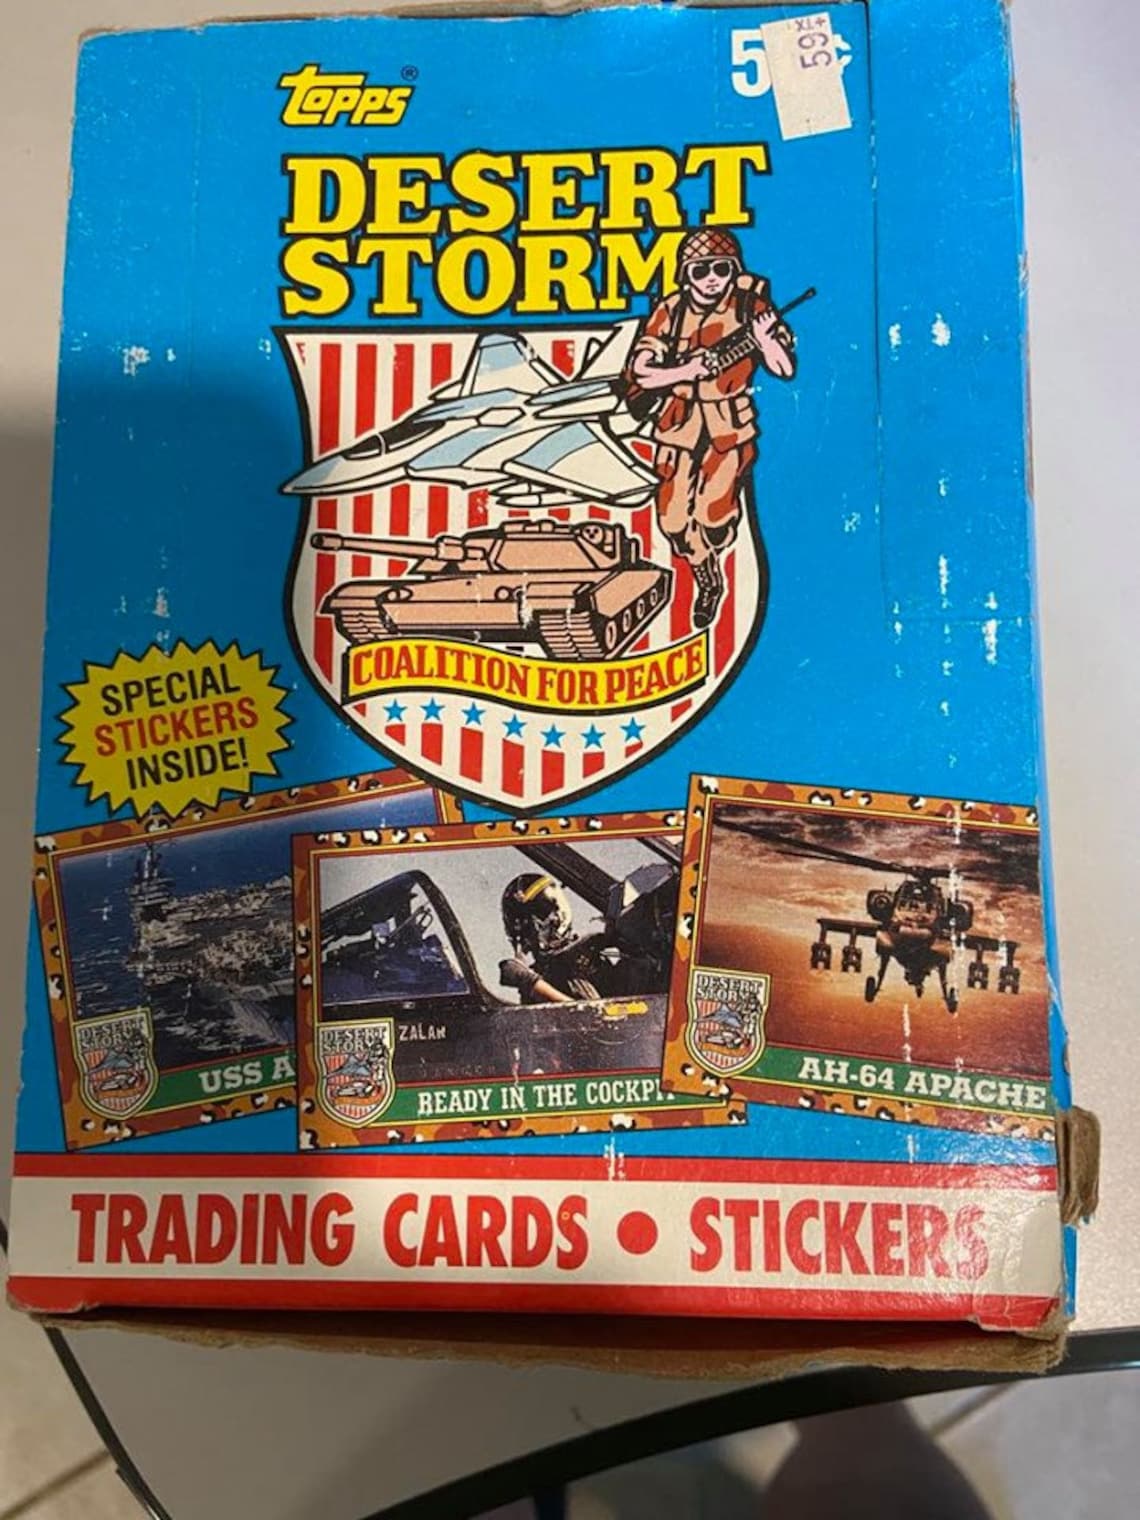 topps®
5 ¢
59
DESERT
STORM
COALITION FOR PEACE
SPECIAL
STICKERS
INSIDE!
DESERT
STORM
USS A
DESERT
STORM
ZALAR
READY IN THE COCKPI
DESERT
STORM
AH-64 APACHE
TRADING CARDS • STICKERS